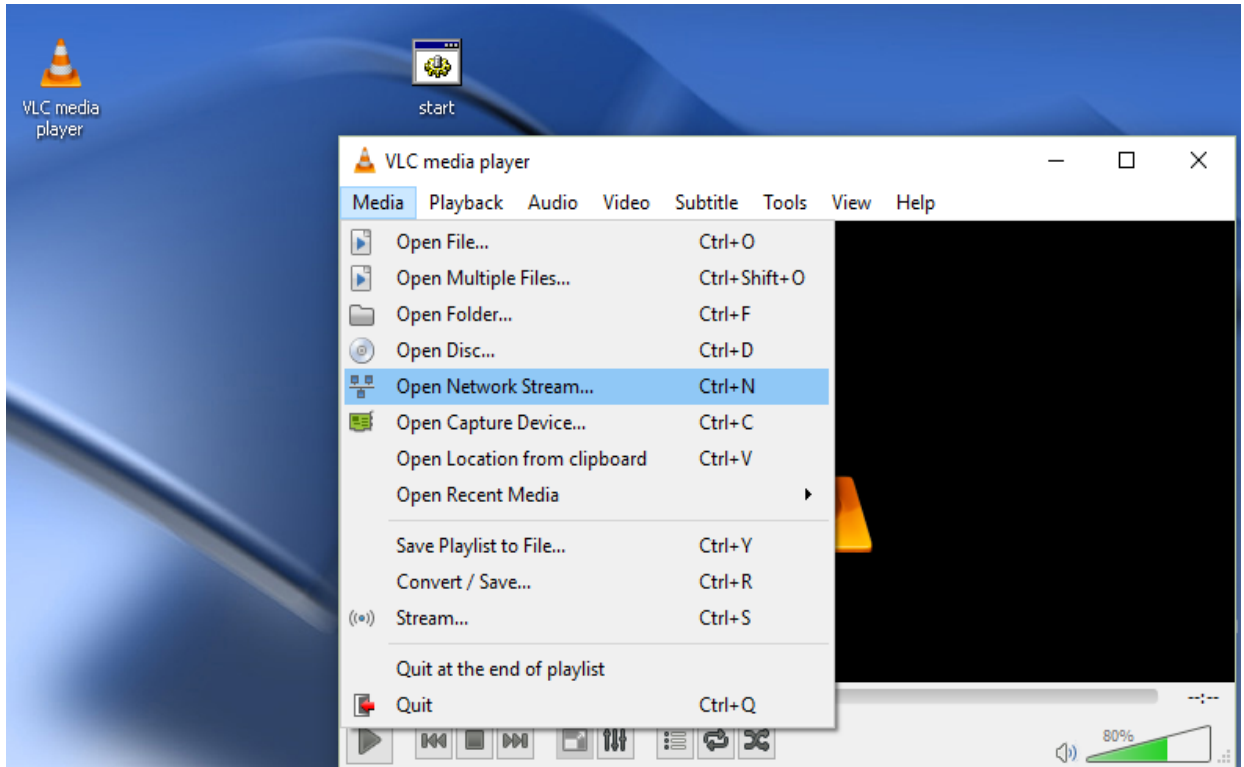 VLC media
player
start
VLC media player
Media Playback Audio Video Subtitle Tools View Help
Open File... Ctrl+O
Open Multiple Files... Ctrl+Shift+O
Open Folder... Ctrl+F
Open Disc... Ctrl+D
Open Network Stream... Ctrl+N
Open Capture Device... Ctrl+C
Open Location from clipboard Ctrl+V
Open Recent Media
Save Playlist to File... Ctrl+Y
Convert / Save... Ctrl+R
Stream... Ctrl+S
Quit at the end of playlist
Quit Ctrl+Q
--:--
80%